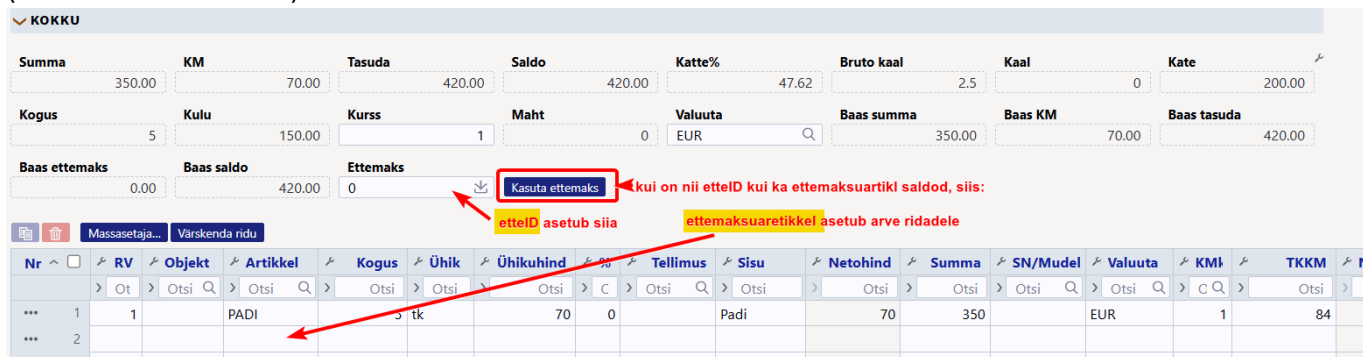 KOKKU
Summa KM Tasuda Saldo Katte% Bruto kaal Kaal Kate
350.00 70.00 420.00 420.00 47.62 2.5 0 200.00
Kogus Kulu Kurss Maht Valuuta Baas summa Baas KM Baas tasuda
5 150.00 1 0 EUR 350.00 70.00 420.00
Baas ettemaks Baas saldo Ettemaks
0.00 420.00 0 Kasuta ettemaks kui on nii etteID kui ka ettemaksuartikl saldod, siis:
etteID asetub siia ettemaksuaretikkel asetub arve ridadele
Massasetaja... Värskenda ridu
Nr RV Objekt Artikkel Kogus Ühik Ühikuhind % Tellimus Sisu Netohind Summa SN/Mudel Valuuta KMk TKKM
Ot Otsi Otsi Otsi Otsi Otsi C Otsi Otsi Otsi Otsi Otsi Otsi O Otsi
1 1 PADI 5 tk 70 0 Padi 70 350 EUR 1 84
2